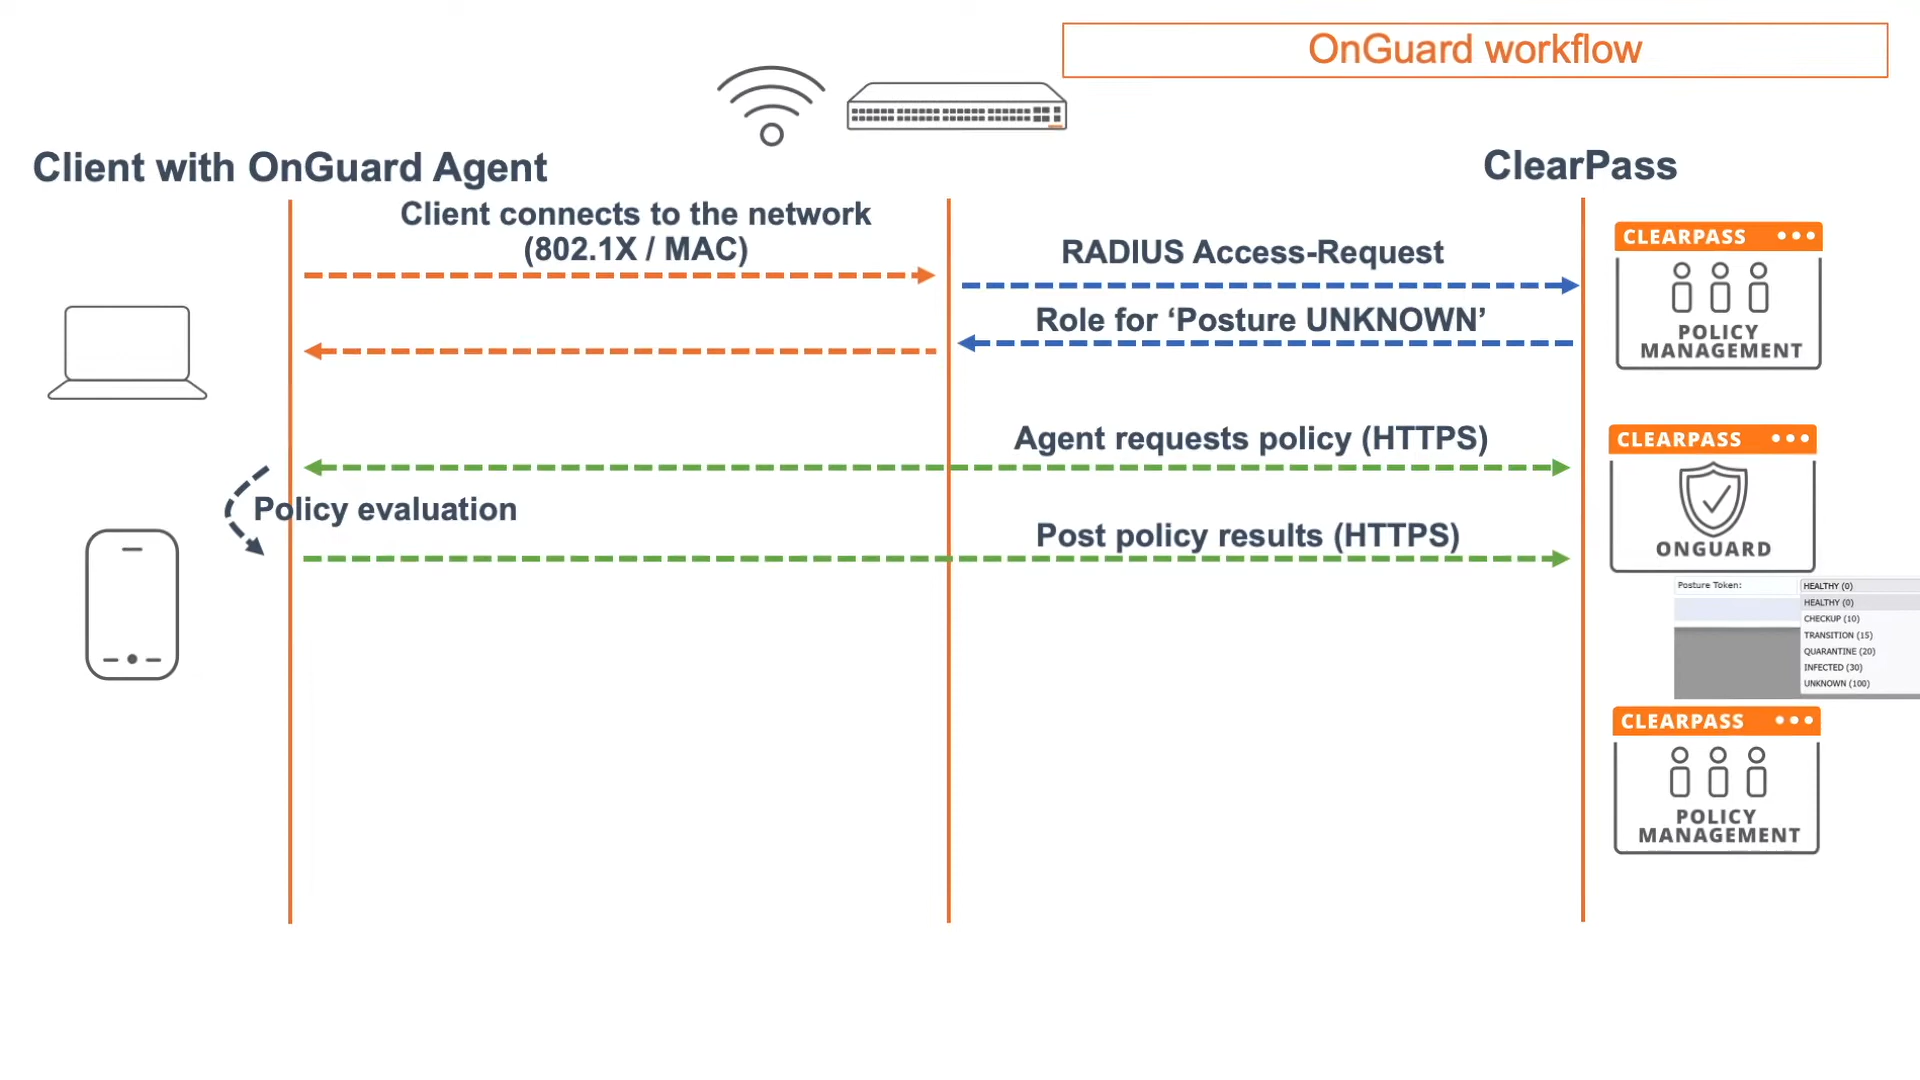 OnGuard workflow
Client with OnGuard Agent
ClearPass
Client connects to the network
(802.1X / MAC)
RADIUS Access-Request
Role for ‘Posture UNKNOWN’
CLEARPASS
POLICY
MANAGEMENT
Agent requests policy (HTTPS)
Policy evaluation
Post policy results (HTTPS)
CLEARPASS
ONGUARD
Posture Token:
HEALTHY (0)
HEALTHY (0)
CHECKUP (10)
TRANSITION (15)
QUARANTINE (20)
INFECTED (30)
UNKNOWN (100)
CLEARPASS
POLICY
MANAGEMENT